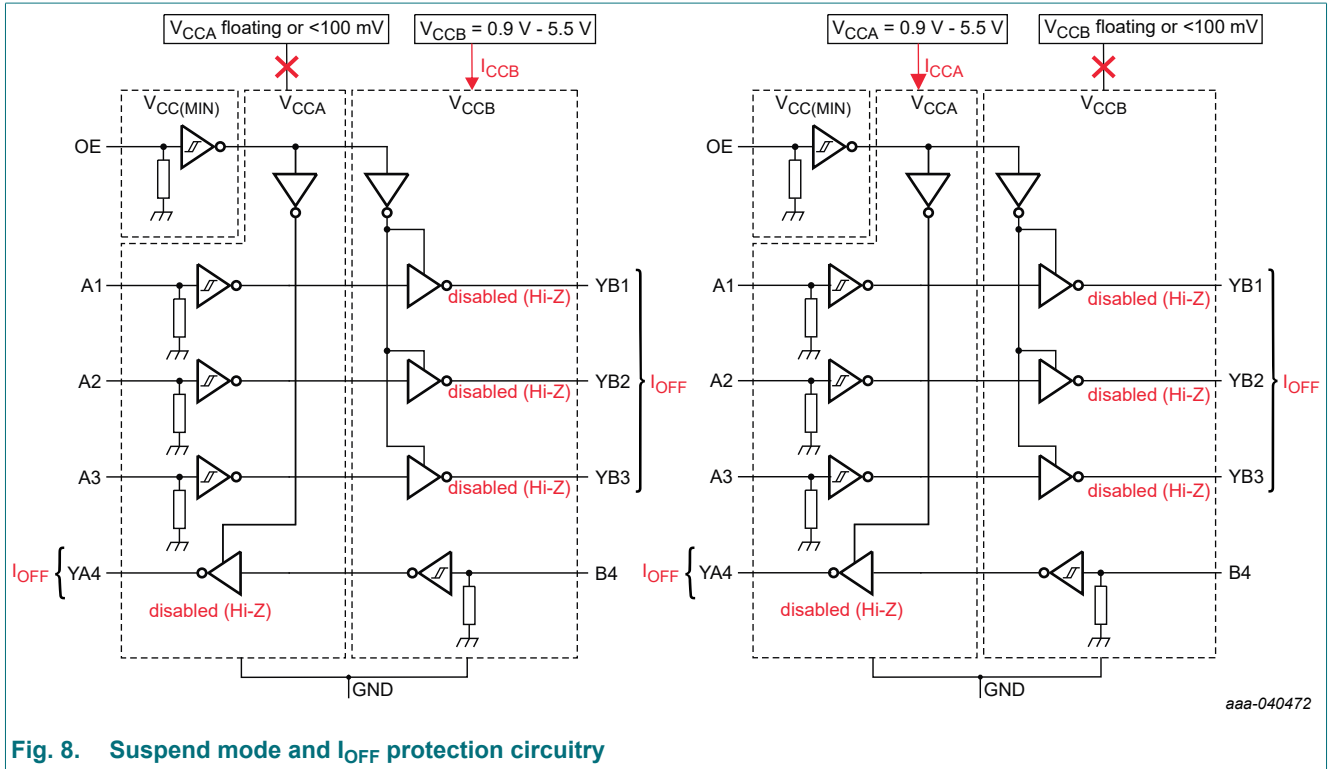 VCCA floating or <100 mV
VCCB = 0.9 V - 5.5 V
ICCB
VCC(MIN)
VCCA
VCCB
OE
A1
disabled (Hi-Z)
YB1
A2
disabled (Hi-Z)
YB2
IOFF
A3
disabled (Hi-Z)
YB3
IOFF { YA4
B4
disabled (Hi-Z)
GND
VCCA = 0.9 V - 5.5 V
VCCB floating or <100 mV
ICCA
VCC(MIN)
VCCA
VCCB
OE
A1
disabled (Hi-Z)
YB1
A2
disabled (Hi-Z)
YB2
IOFF
A3
disabled (Hi-Z)
YB3
IOFF { YA4
B4
disabled (Hi-Z)
GND
aaa-040472
Fig. 8. Suspend mode and IOFF protection circuitry